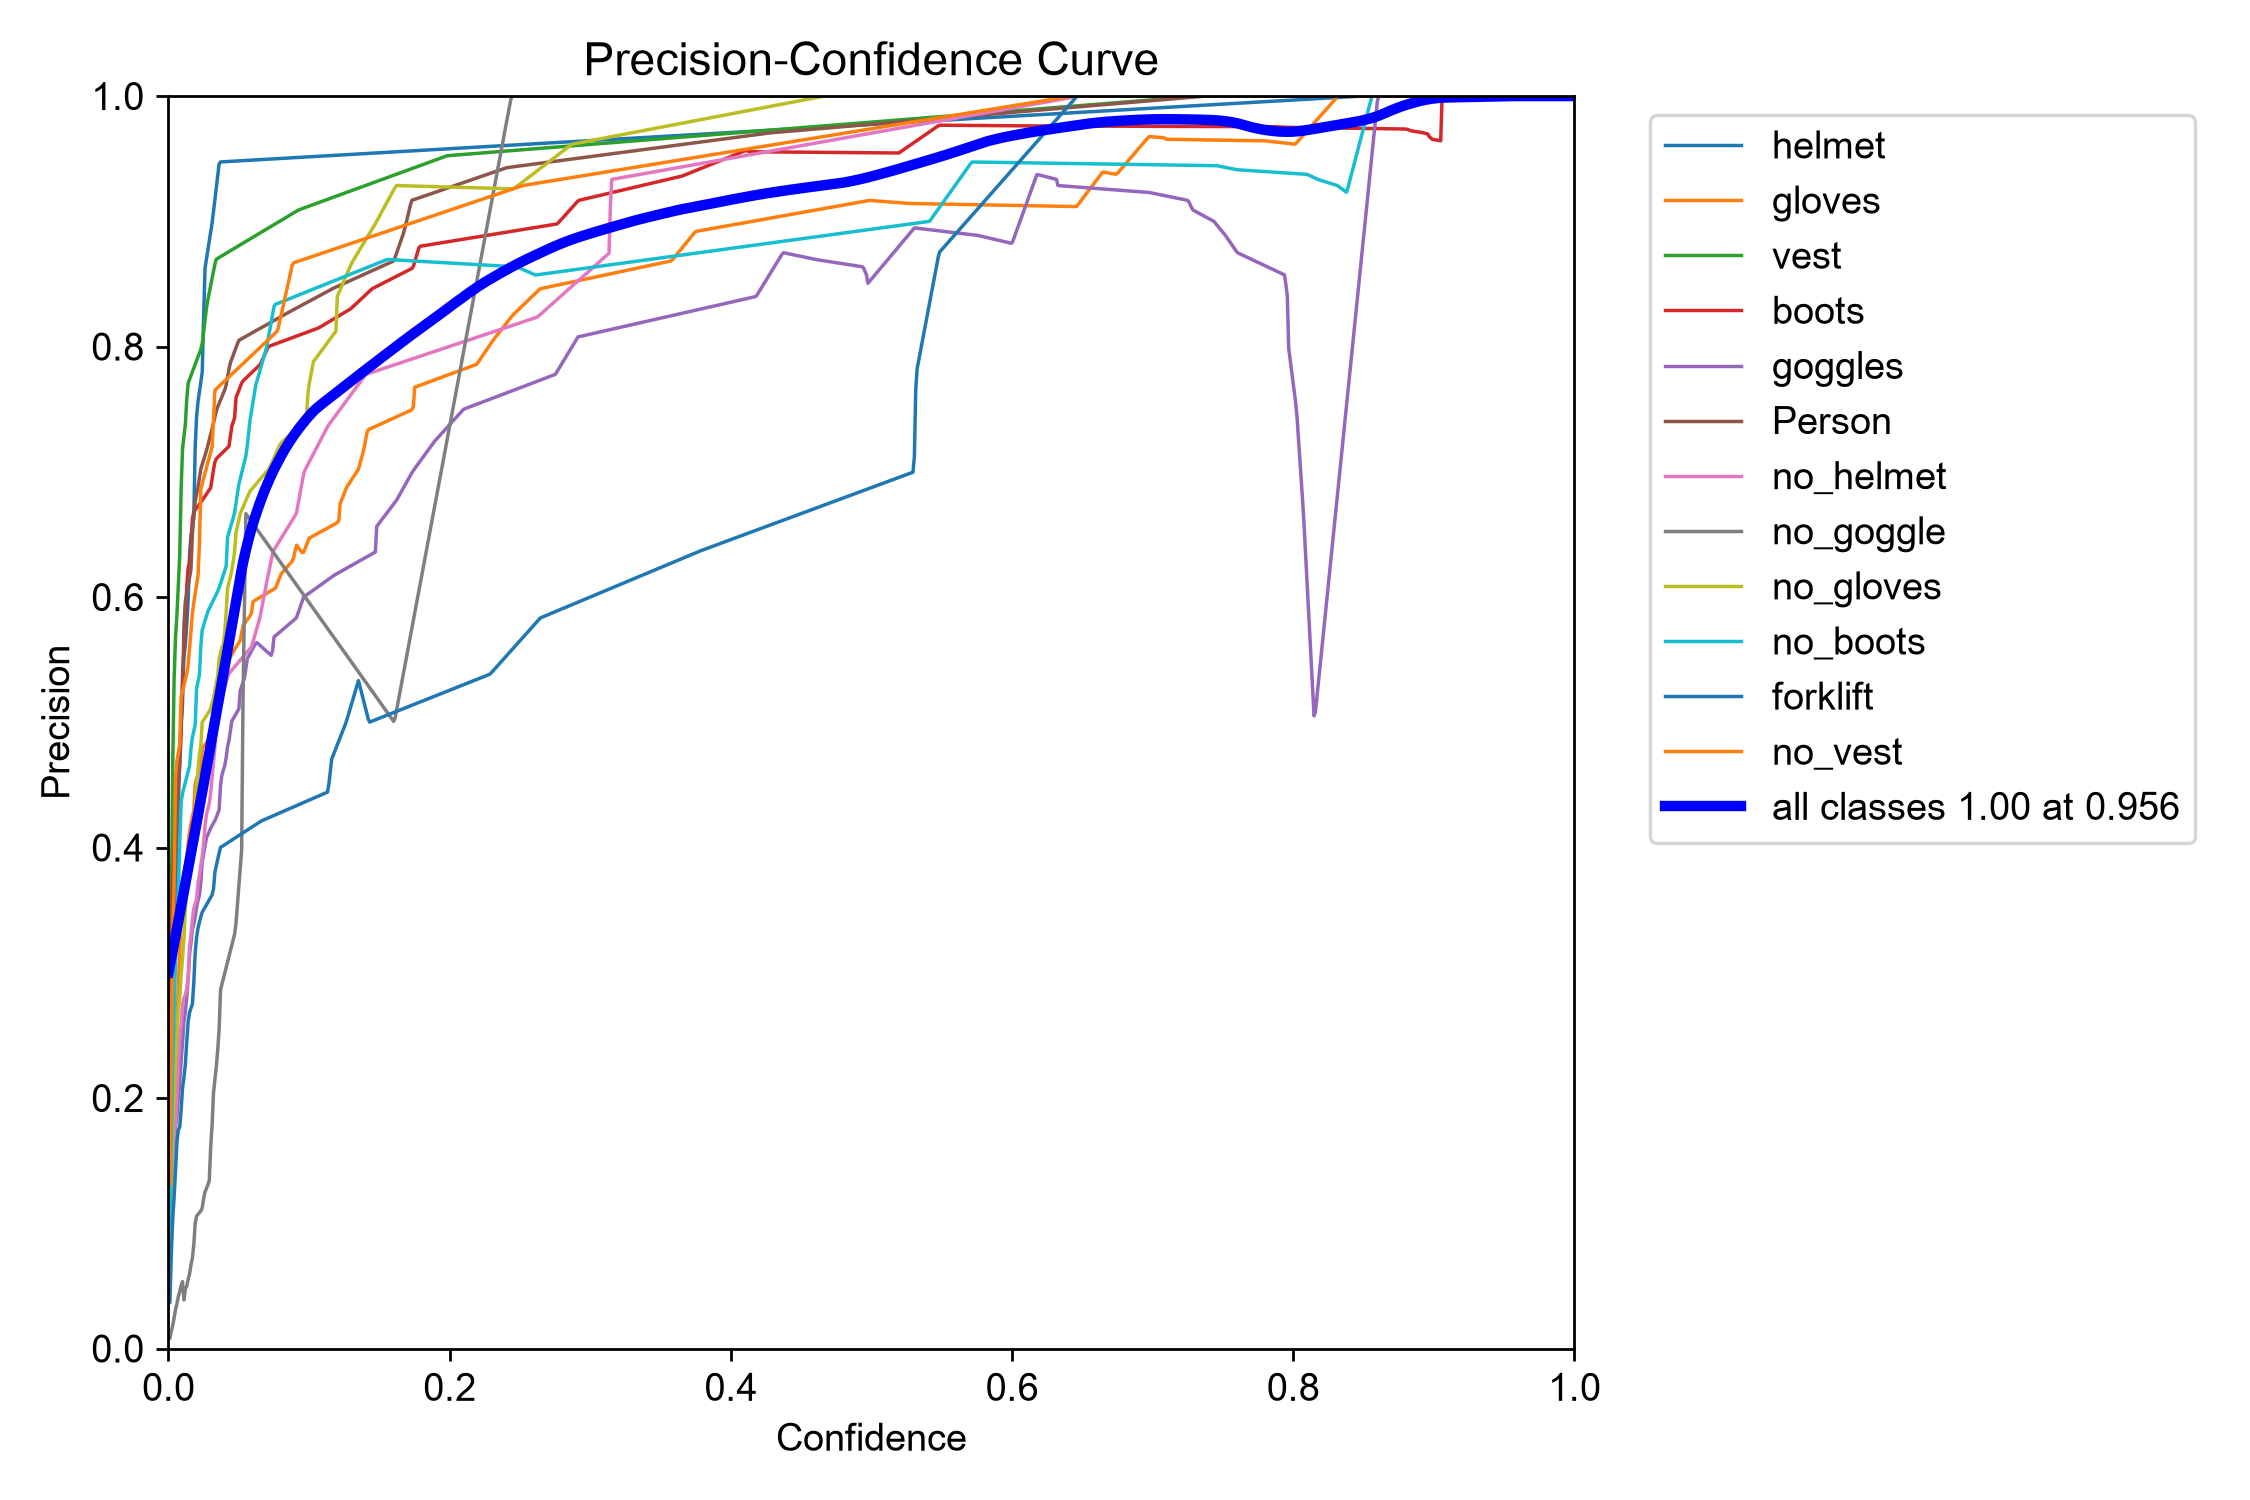 Precision-Confidence Curve
1.0
0.8
0.6
0.4
0.2
0.0
Precision
0.0 0.2 0.4 0.6 0.8 1.0
Confidence
helmet
gloves
vest
boots
goggles
Person
no_helmet
no_goggle
no_gloves
no_boots
forklift
no_vest
all classes 1.00 at 0.956